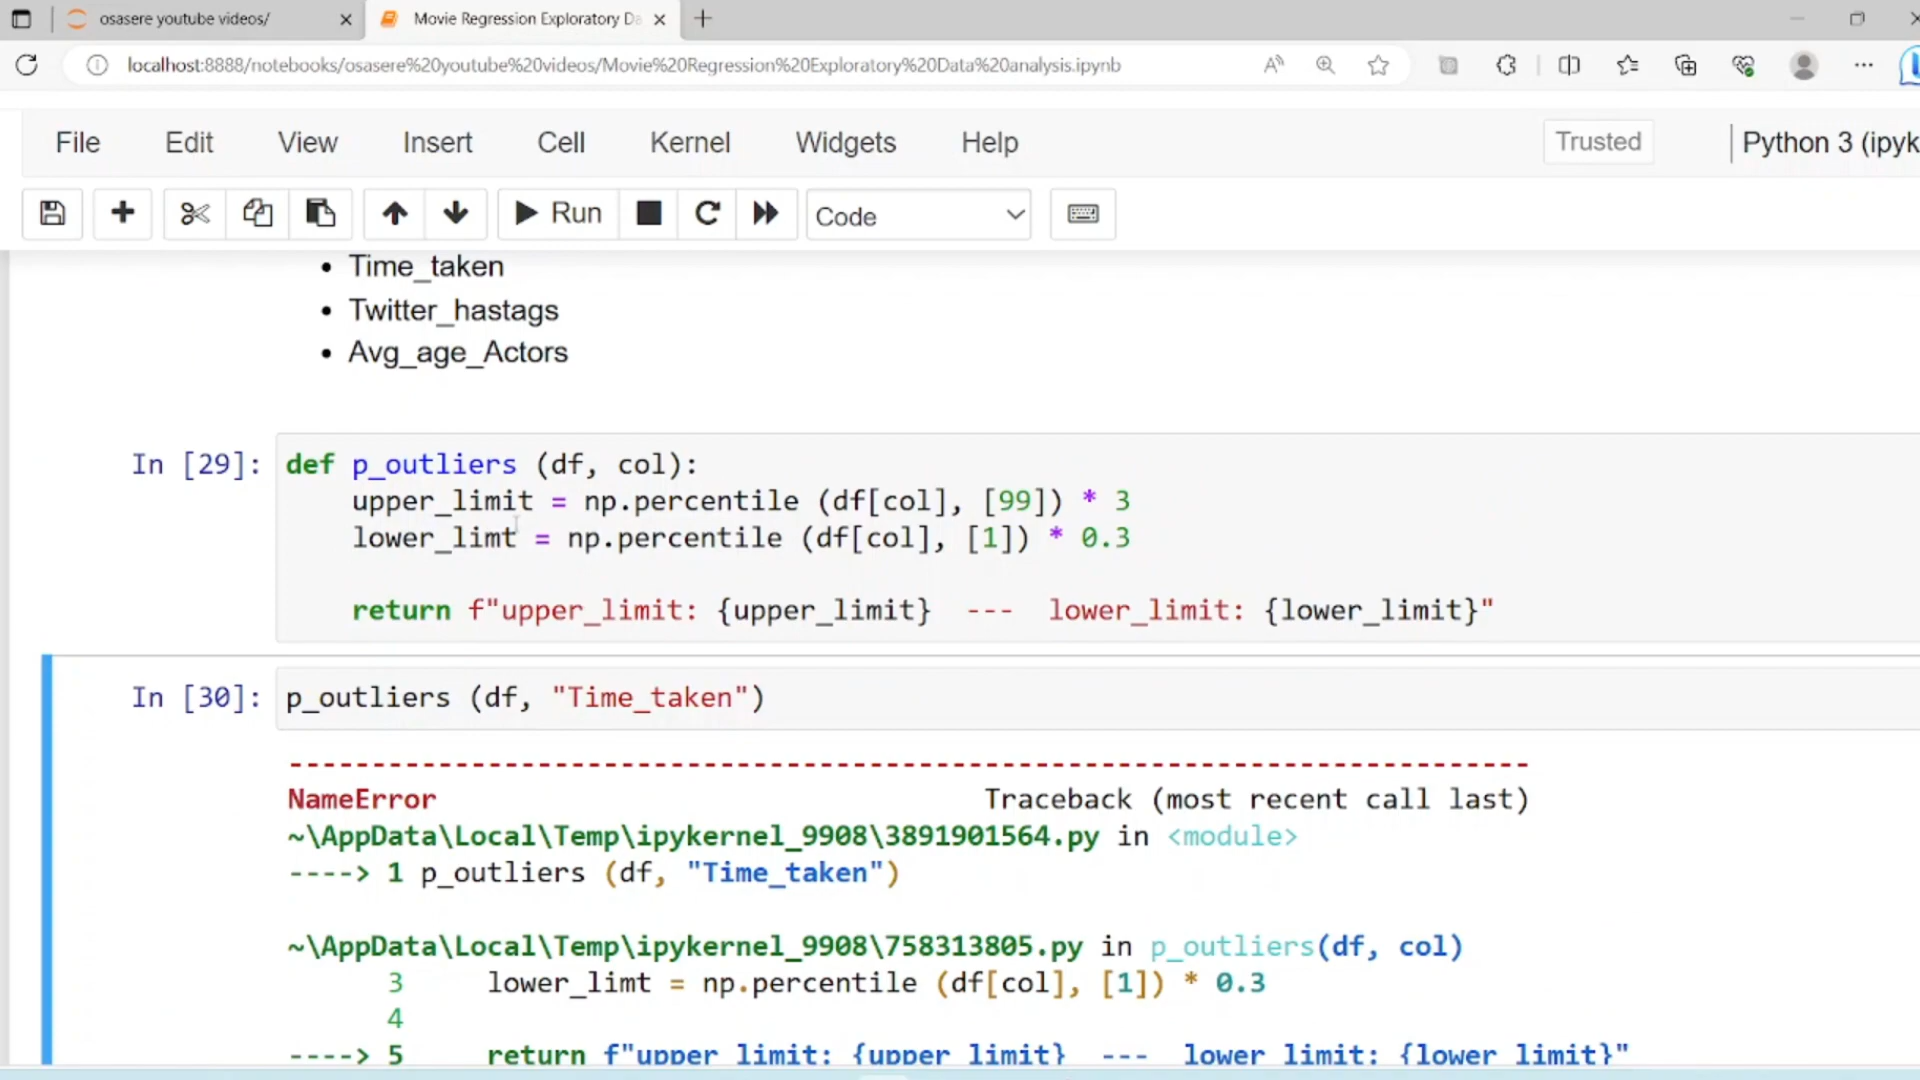 osasere youtube videos/
Movie Regression Exploratory Da
localhost:8888/notebooks/osasere%20youtube%20videos/Movie%20Regression%20Exploratory%20Data%20analysis.ipynb
File Edit View Insert Cell Kernel Widgets Help Trusted Python 3 (ipyk
Run Code
• Time_taken
• Twitter_hastags
• Avg_age_Actors
In [29]: def p_outliers (df, col):
upper_limit = np.percentile (df[col], [99]) * 3
lower_limt = np.percentile (df[col], [1]) * 0.3
return f"upper_limit: {upper_limit} --- lower_limit: {lower_limit}"
In [30]: p_outliers (df, "Time_taken")
---------------------------------------------------------------------------
NameError Traceback (most recent call last)
~\AppData\Local\Temp\ipykernel_9908\3891901564.py in <module>
----> 1 p_outliers (df, "Time_taken")
~\AppData\Local\Temp\ipykernel_9908\758313805.py in p_outliers(df, col)
3 lower_limt = np.percentile (df[col], [1]) * 0.3
4
----> 5 return f"upper_limit: {upper_limit} --- lower_limit: {lower_limit}"